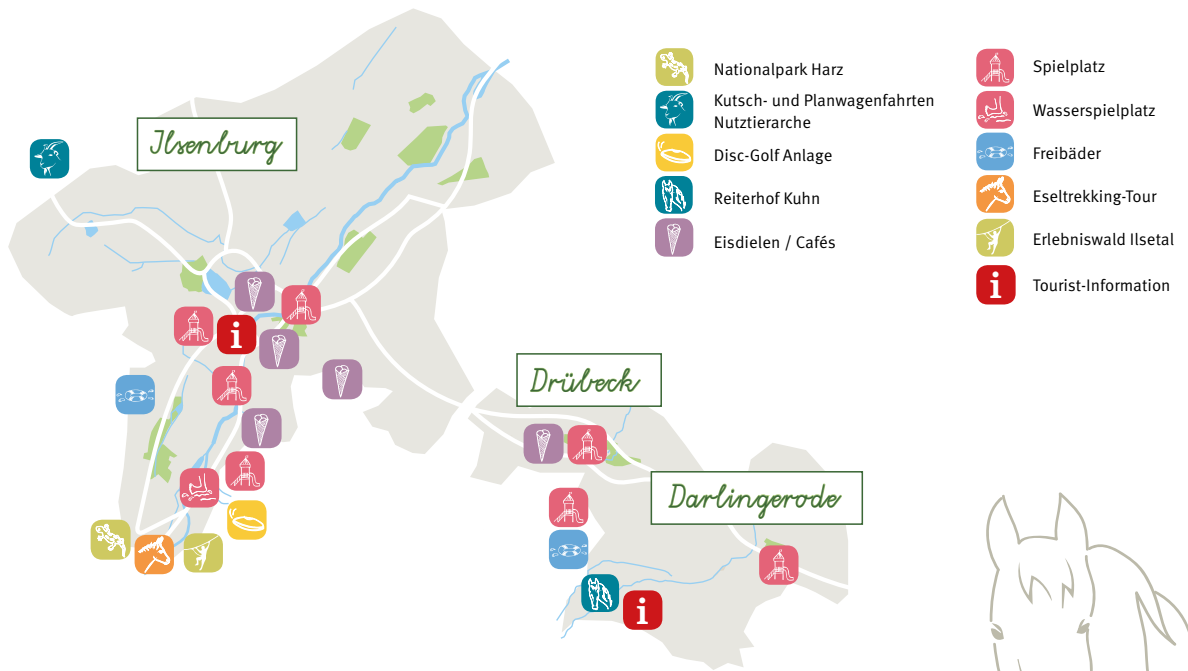 Ilsenburg
Drübeck
Darlingerode
i
i
Nationalpark Harz
Kutsch- und Planwagenfahrten
Nutztierarche
Disc-Golf Anlage
Reiterhof Kuhn
Eisdielen / Cafés
Spielplatz
Wasserspielplatz
Freibäder
Eseltrekking-Tour
Erlebniswald Ilsetal
i Tourist-Information